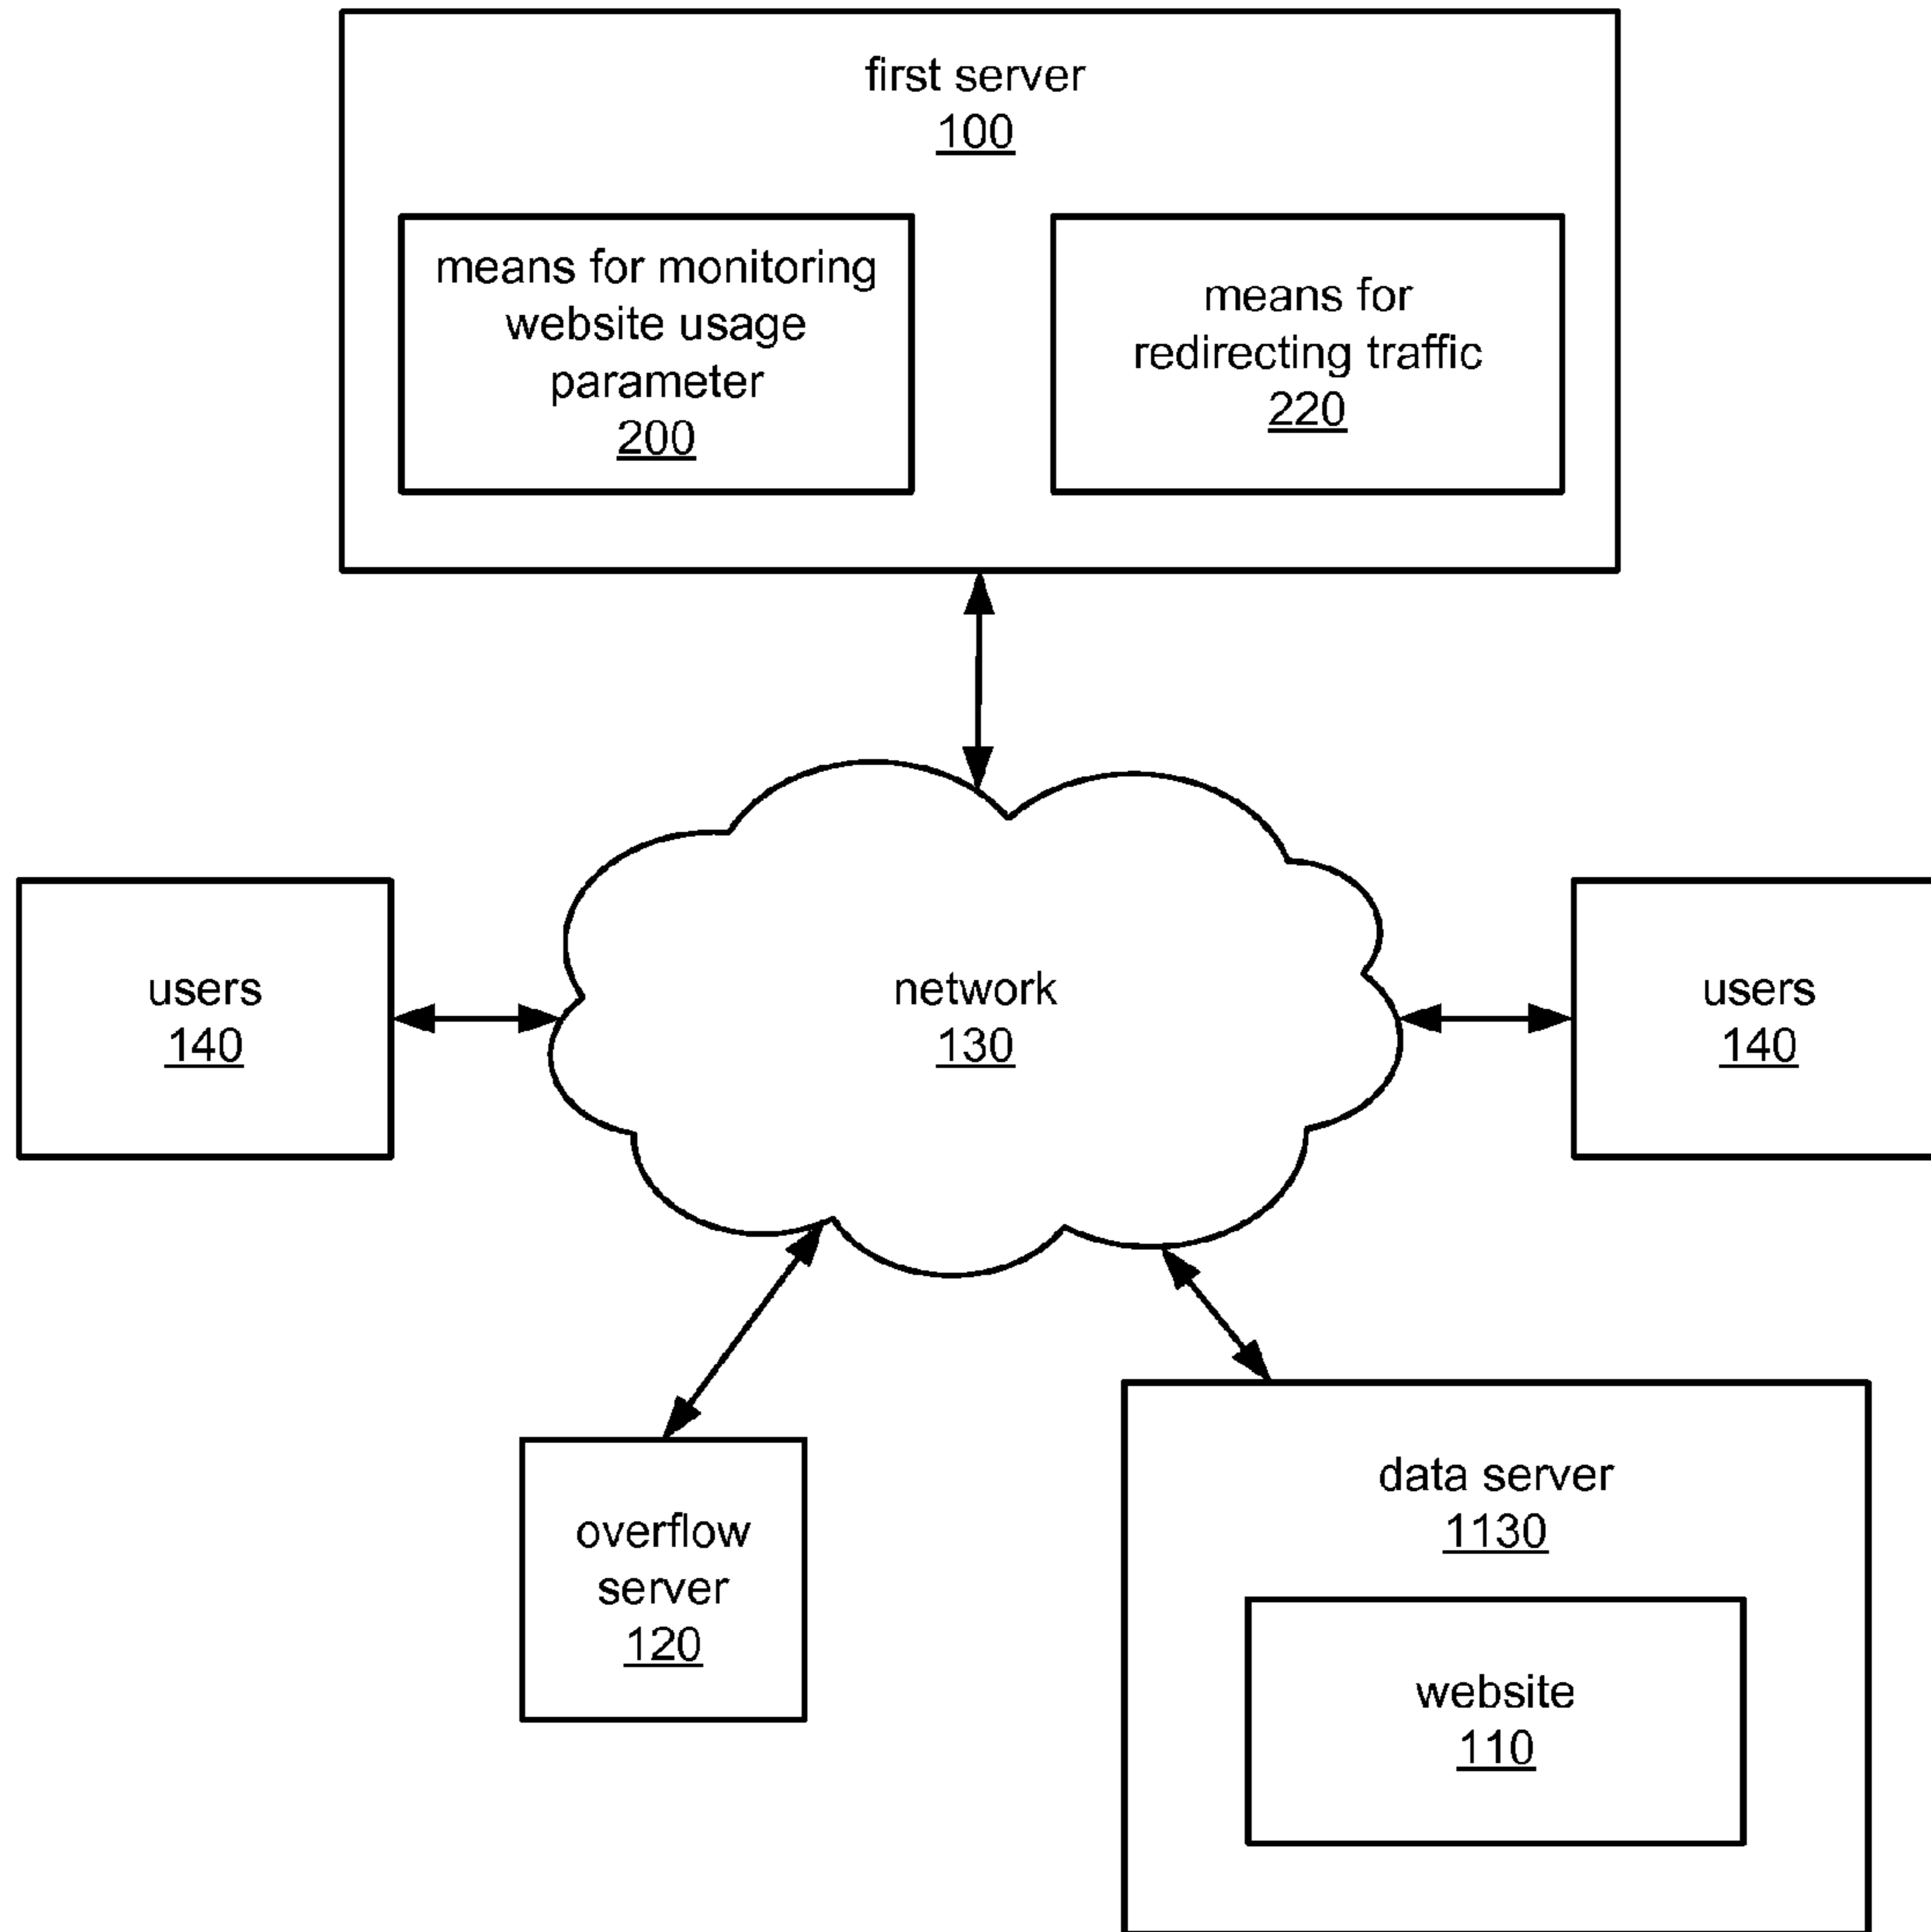 first server
100
means for monitoring
website usage
parameter
200
means for
redirecting traffic
220
users
140
network
130
users
140
overflow
server
120
data server
1130
website
110